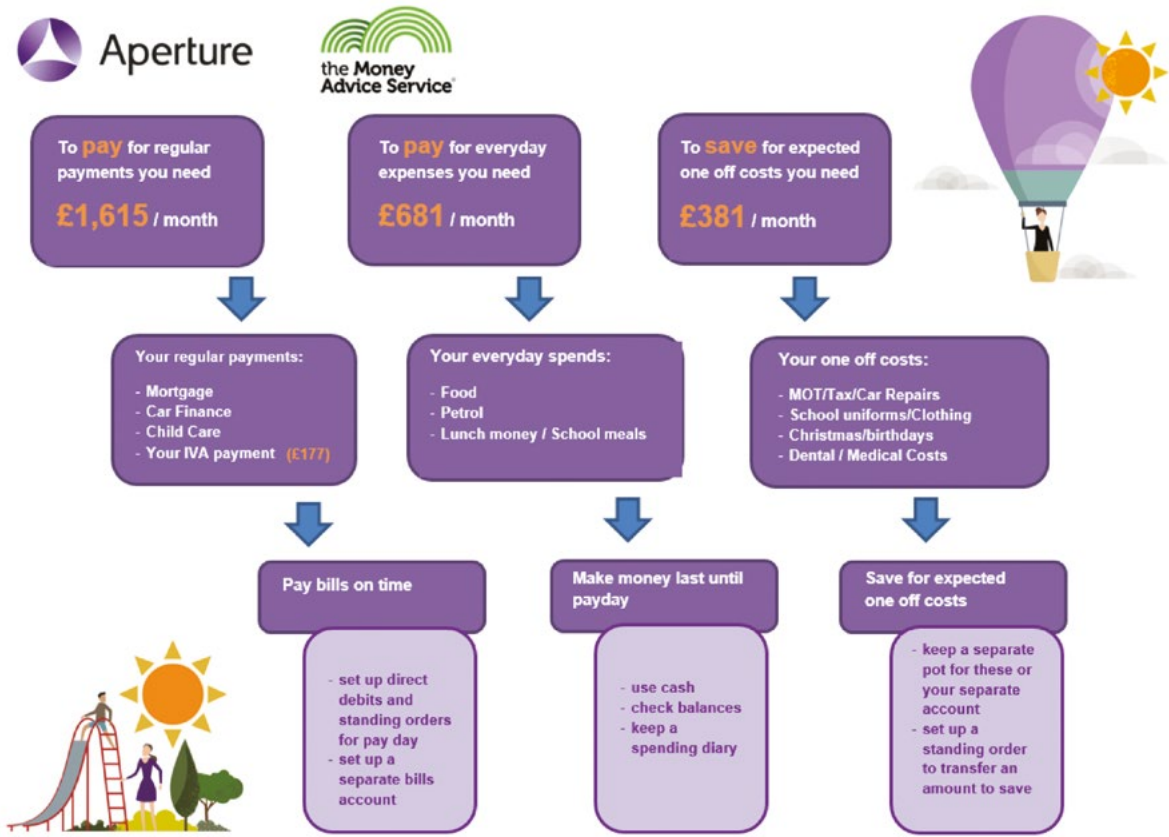 Aperture
the Money
Advice Service
To pay for regular
payments you need
£1,615 / month
To pay for everyday
expenses you need
£681 / month
To save for expected
one off costs you need
£381 / month
Your regular payments:
- Mortgage
- Car Finance
- Child Care
- Your IVA payment (£177)
Your everyday spends:
- Food
- Petrol
- Lunch money / School meals
Your one off costs:
- MOT/Tax/Car Repairs
- School uniforms/Clothing
- Christmas/birthdays
- Dental / Medical Costs
Pay bills on time
- set up direct
debits and
standing orders
for pay day
- set up a
separate bills
account
Make money last until
payday
- use cash
- check balances
- keep a
spending diary
Save for expected
one off costs
- keep a separate
pot for these or
your separate
account
- set up a
standing order
to transfer an
amount to save